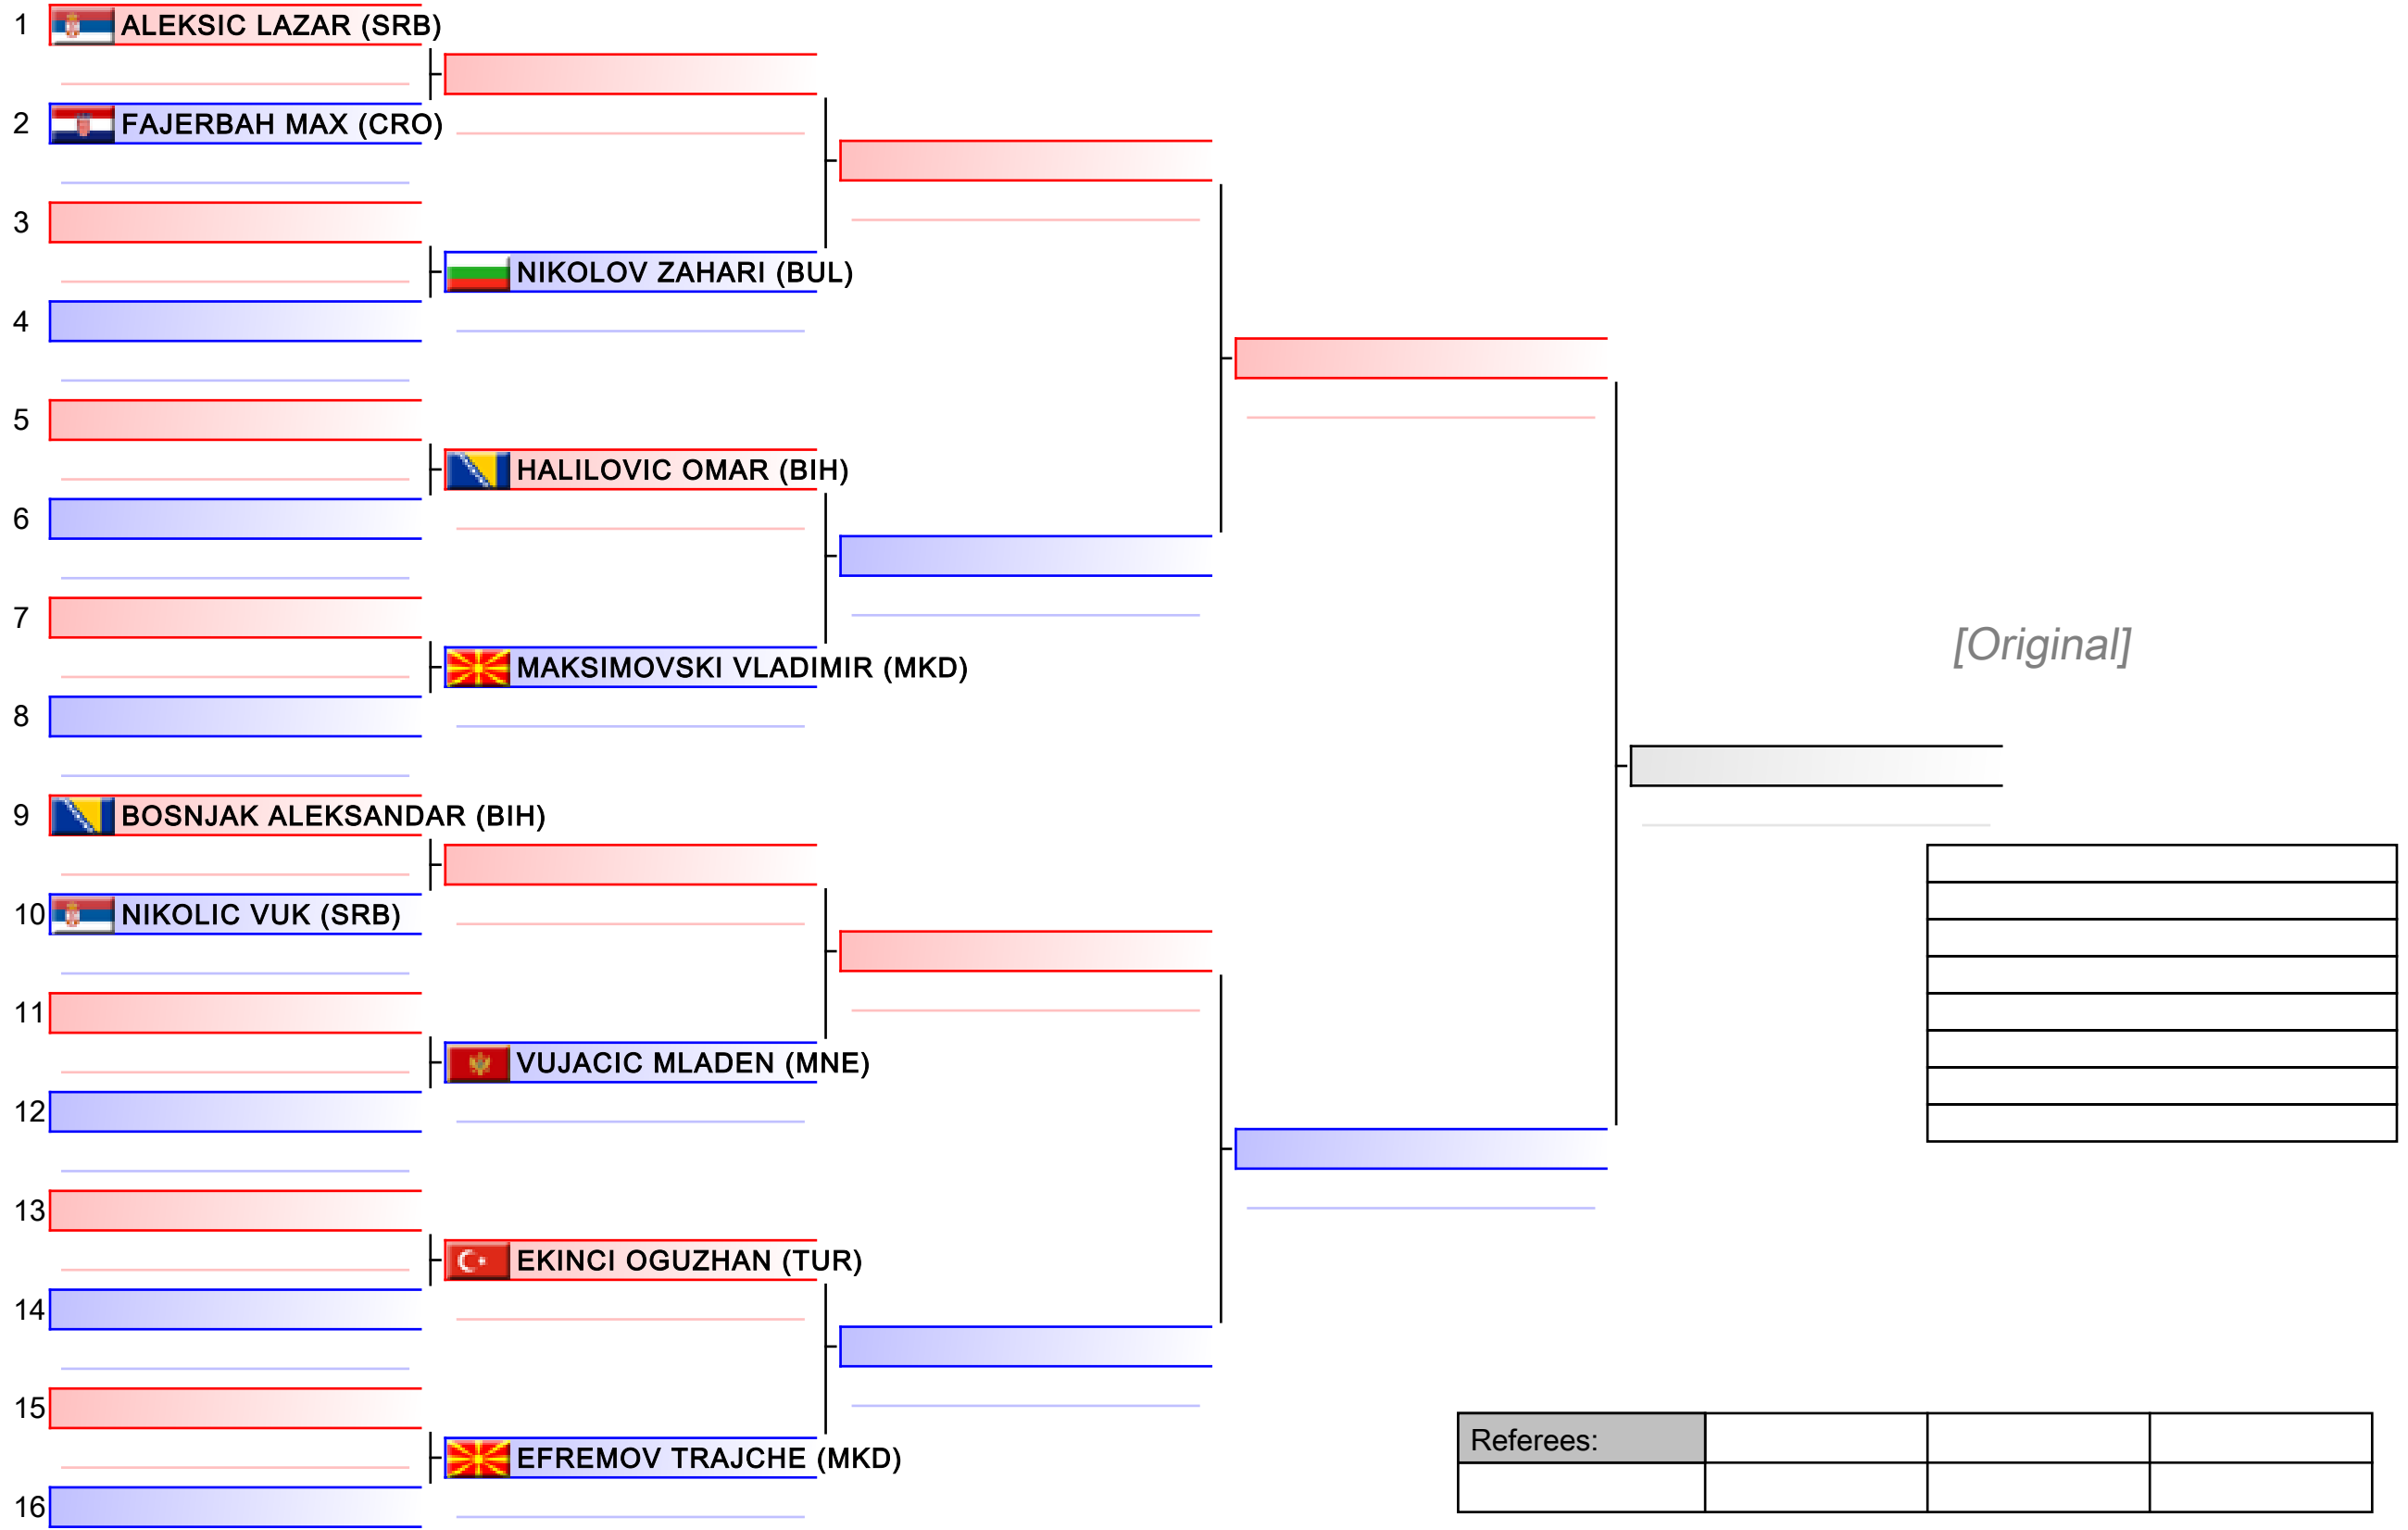 1 ALEKSIC LAZAR (SRB)
2 FAJERBAH MAX (CRO)
3
NIKOLOV ZAHARI (BUL)
4
5
HALILOVIC OMAR (BIH)
6
7
[Original]
MAKSIMOVSKI VLADIMIR (MKD)
8
9 BOSNJAK ALEKSANDAR (BIH)
10 NIKOLIC VUK (SRB)
11
VUJACIC MLADEN (MNE)
12
13
EKINCI OGUZHAN (TUR)
14
15
Referees:
EFREMOV TRAJCHE (MKD)
16